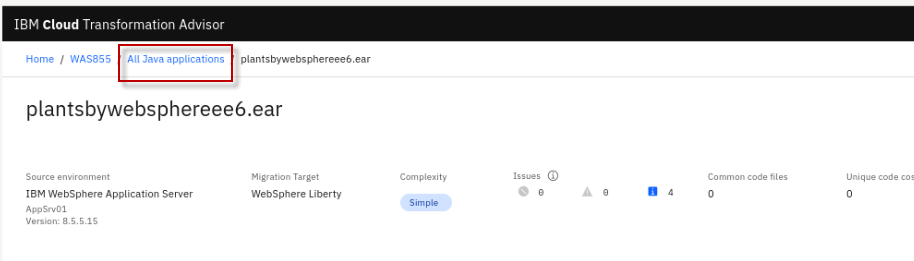 IBM Cloud Transformation Advisor
Home / WAS855 / All Java applications / plantsbywebsphereee6.ear
plantsbywebsphereee6.ear
Source environment Migration Target Complexity Issues Common code files Unique code cos
IBM WebSphere Application Server WebSphere Liberty Simple 0 0 4 0 0
AppSrv01
Version: 8.5.5.15